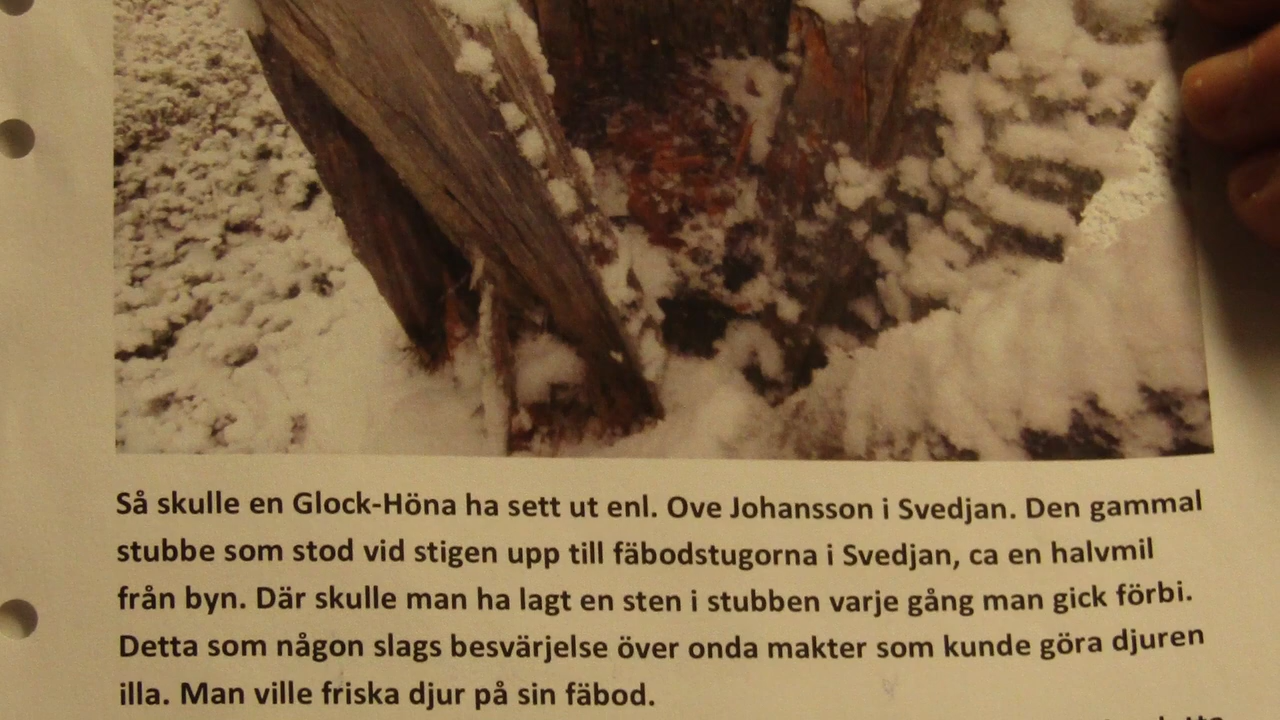 Så skulle en Glock-Höna ha sett ut enl. Ove Johansson i Svedjan. Den gammal
stubbe som stod vid stigen upp till fäbodstugorna i Svedjan, ca en halvmil
från byn. Där skulle man ha lagt en sten i stubben varje gång man gick förbi.
Detta som någon slags besvärjelse över onda makter som kunde göra djuren
illa. Man ville friska djur på sin fäbod.